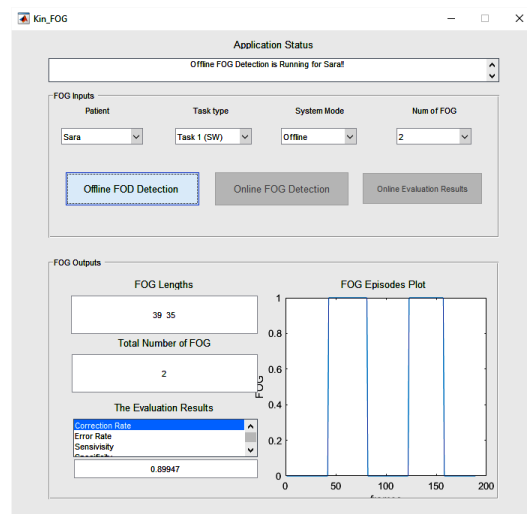 Kin_FOG
Application Status
Offline FOG Detection is Running for Sara!!
FOG Inputs
Patient Task type System Mode Num of FOG
Sara Task 1 (SW) Offline 2
Offline FOD Detection Online FOG Detection Online Evaluation Results
FOG Outputs
FOG Lengths
39 35
Total Number of FOG
2
The Evaluation Results
Correction Rate
Error Rate
Sensivisity
0.89947
FOG Episodes Plot
FOG
1
0.8
0.6
0.4
0.2
0
0 50 100 150 200